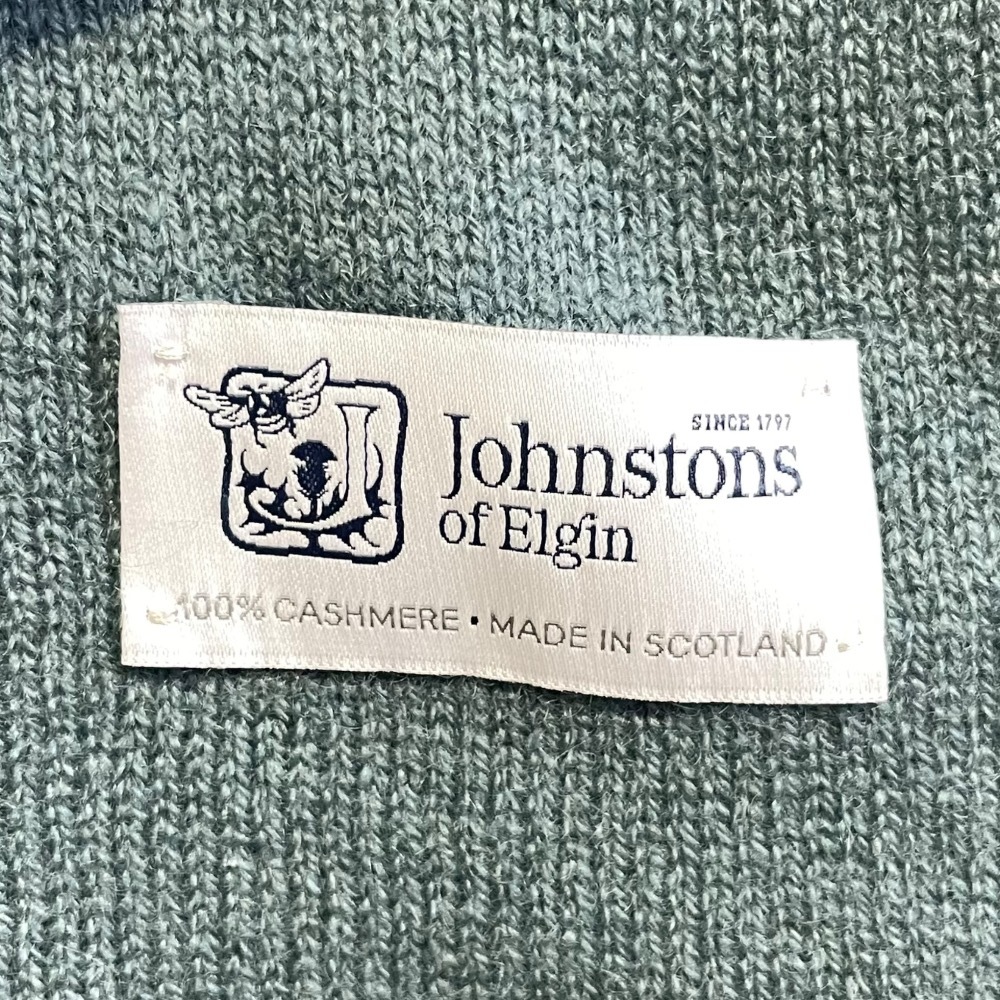 SINCE 1797
Johnstons
of Elgin
100% CASHMERE • MADE IN SCOTLAND